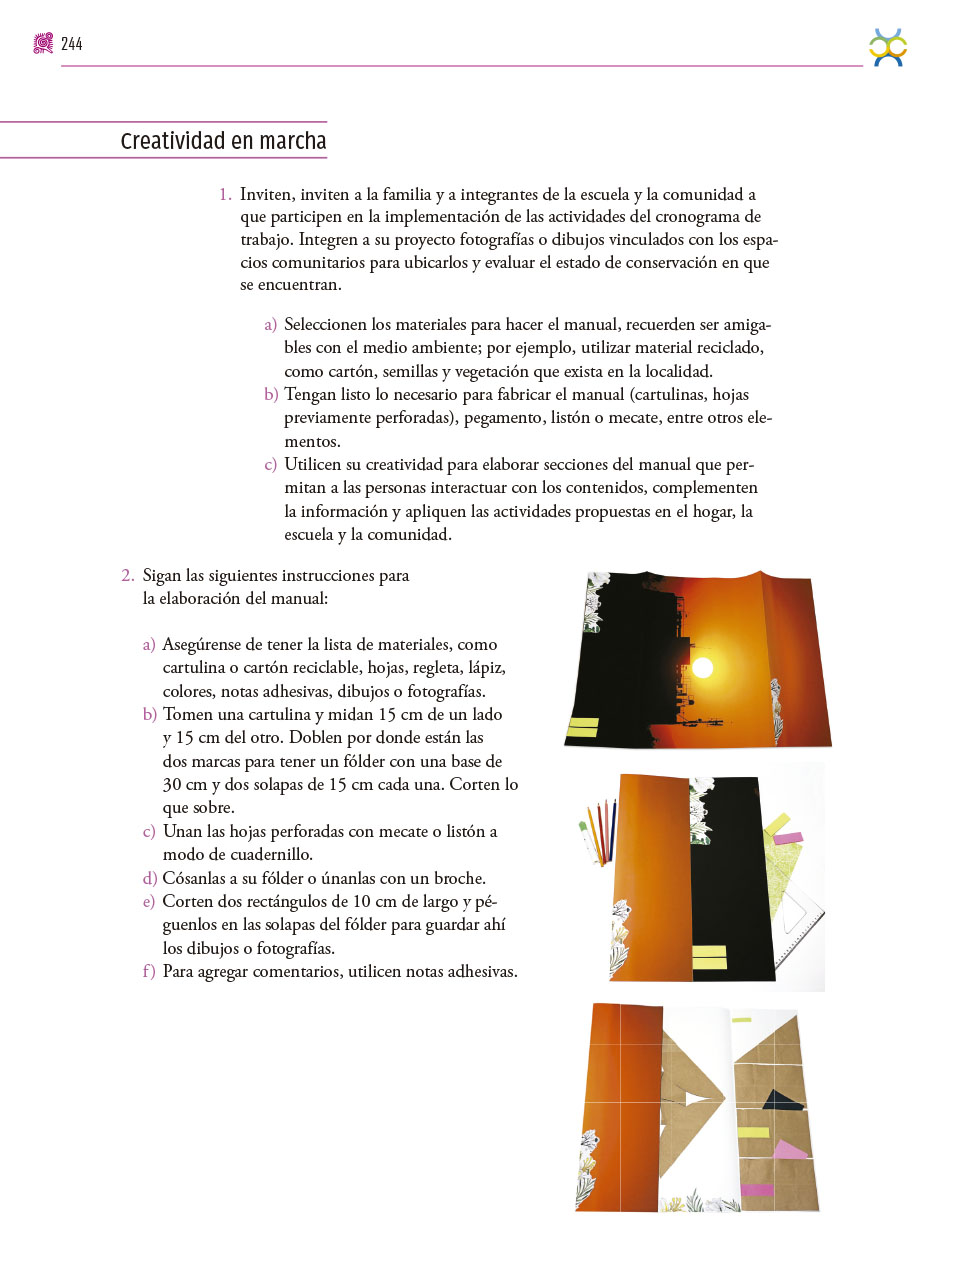 244
Creatividad en marcha
1. Inviten, inviten a la familia y a integrantes de la escuela y la comunidad a
que participen en la implementación de las actividades del cronograma de
trabajo. Integren a su proyecto fotografías o dibujos vinculados con los espa-
cios comunitarios para ubicarlos y evaluar el estado de conservación en que
se encuentran.
a) Seleccionen los materiales para hacer el manual, recuerden ser amiga-
bles con el medio ambiente; por ejemplo, utilizar material reciclado,
como cartón, semillas y vegetación que exista en la localidad.
b) Tengan listo lo necesario para fabricar el manual (cartulinas, hojas
previamente perforadas), pegamento, listón o mecate, entre otros ele-
mentos.
c) Utilicen su creatividad para elaborar secciones del manual que per-
mitan a las personas interactuar con los contenidos, complementen
la información y apliquen las actividades propuestas en el hogar, la
escuela y la comunidad.
2. Sigan las siguientes instrucciones para
la elaboración del manual:
a) Asegúrense de tener la lista de materiales, como
cartulina o cartón reciclable, hojas, regleta, lápiz,
colores, notas adhesivas, dibujos o fotografías.
b) Tomen una cartulina y midan 15 cm de un lado
y 15 cm del otro. Doblen por donde están las
dos marcas para tener un fólder con una base de
30 cm y dos solapas de 15 cm cada una. Corten lo
que sobre.
c) Unan las hojas perforadas con mecate o listón a
modo de cuadernillo.
d) Cósanlas a su fólder o únanlas con un broche.
e) Corten dos rectángulos de 10 cm de largo y pé-
guenlos en las solapas del fólder para guardar ahí
los dibujos o fotografías.
f) Para agregar comentarios, utilicen notas adhesivas.